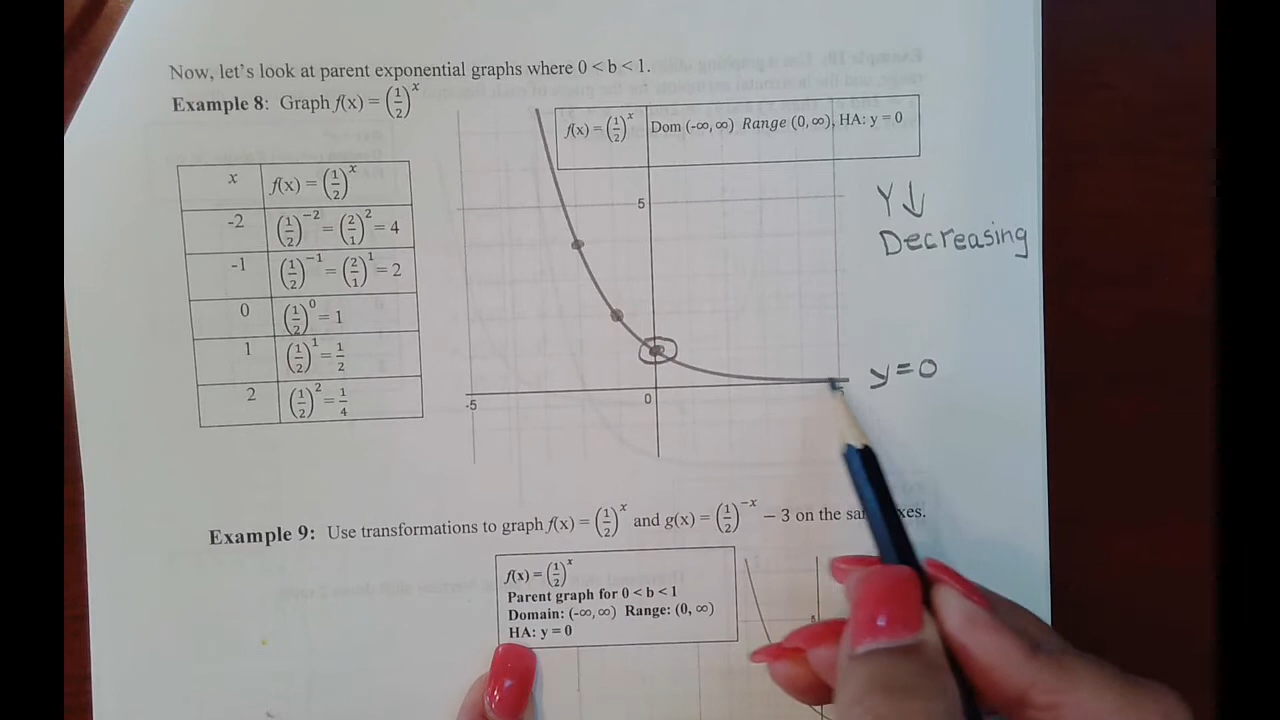 Now, let's look at parent exponential graphs where 0 < b < 1.
Example 8: Graph f(x) = (1/2)^x
f(x) = (1/2)^x Dom (-∞, ∞) Range (0, ∞), HA: y = 0
x f(x) = (1/2)^x
-2 (1/2)^−2 = (2/1)^2 = 4
-1 (1/2)^−1 = (2/1)^1 = 2
0 (1/2)^0 = 1
1 (1/2)^1 = 1/2
2 (1/2)^2 = 1/4
5
-5
0
5
Y↓
Decreasing
y=0
Example 9: Use transformations to graph f(x) = (1/2)^x and g(x) = (1/2)^−x − 3 on the
f(x) = (1/2)^x
Parent graph for 0 < b < 1
Domain: (-∞, ∞) Range: (0, ∞)
HA: y = 0